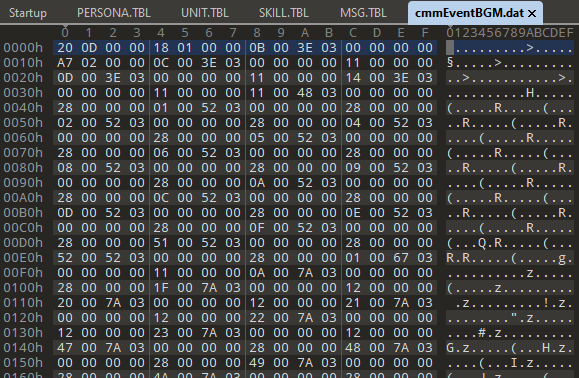 Startup PERSONA.TBL UNIT.TBL SKILL.TBL MSG.TBL cmmEventBGM.dat ×
0 1 2 3 4 5 6 7 8 9 A B C D E F 0123456789ABCDEF
0000h 20 0D 00 00 18 01 00 00 0B 00 3E 03 00 00 00 00 .........>.....
0010h A7 02 00 00 0C 00 3E 03 00 00 00 00 11 00 00 00 §.....>.........
0020h 0D 00 3E 03 00 00 00 00 11 00 00 00 14 00 3E 03 ..>...........>.
0030h 00 00 00 00 11 00 00 00 11 00 48 03 00 00 00 00 ..........H.....
0040h 28 00 00 00 01 00 52 03 00 00 00 00 28 00 00 00 (.....R.....(...
0050h 02 00 52 03 00 00 00 00 28 00 00 00 04 00 52 03 ..R.....(.....R.
0060h 00 00 00 00 28 00 00 00 05 00 52 03 00 00 00 00 ....(.....R.....
0070h 28 00 00 00 06 00 52 03 00 00 00 00 28 00 00 00 (.....R.....(...
0080h 08 00 52 03 00 00 00 00 28 00 00 00 09 00 52 03 ..R.....(.....R.
0090h 00 00 00 00 28 00 00 00 0A 00 52 03 00 00 00 00 ....(.....R.....
00A0h 28 00 00 00 0C 00 52 03 00 00 00 00 28 00 00 00 (.....R.....(...
00B0h 0D 00 52 03 00 00 00 00 28 00 00 00 0E 00 52 03 ..R.....(.....R.
00C0h 00 00 00 00 28 00 00 00 0F 00 52 03 00 00 00 00 ....(.....R.....
00D0h 28 00 00 00 51 00 52 03 00 00 00 00 28 00 00 00 (...Q.R.....(...
00E0h 52 00 52 03 00 00 00 00 28 00 00 00 01 00 67 03 R.R.....(.....g.
00F0h 00 00 00 00 11 00 00 00 0A 00 7A 03 00 00 00 00 ..........z.....
0100h 28 00 00 00 1F 00 7A 03 00 00 00 00 12 00 00 00 (.....z.........
0110h 20 00 7A 03 00 00 00 00 12 00 00 00 21 00 7A 03 .z.........!.z.
0120h 00 00 00 00 12 00 00 00 22 00 7A 03 00 00 00 00 ........".z.....
0130h 12 00 00 00 23 00 7A 03 00 00 00 00 12 00 00 00 ....#.z.........
0140h 47 00 7A 03 00 00 00 00 28 00 00 00 48 00 7A 03 G.z.....(...H.z.
0150h 00 00 00 00 28 00 00 00 49 00 7A 03 00 00 00 00 ....(...I.z.....